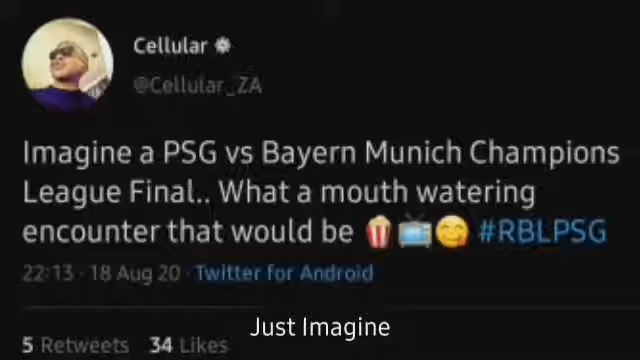 Cellular
@Cellular_ZA
Imagine a PSG vs Bayern Munich Champions
League Final.. What a mouth watering
encounter that would be 🍿📺😋 #RBLPSG
22:13 · 18 Aug 20 · Twitter for Android
Just Imagine
5 Retweets 34 Likes